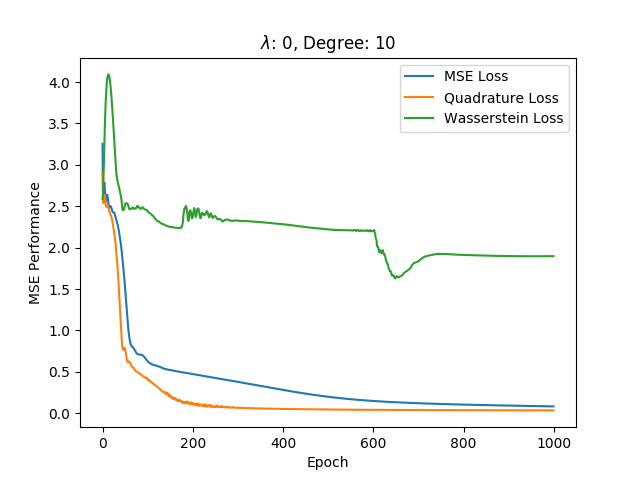 λ: 0, Degree: 10
MSE Loss
Quadrature Loss
Wasserstein Loss
MSE Performance
4.0
3.5
3.0
2.5
2.0
1.5
1.0
0.5
0.0
0 200 400 600 800 1000
Epoch